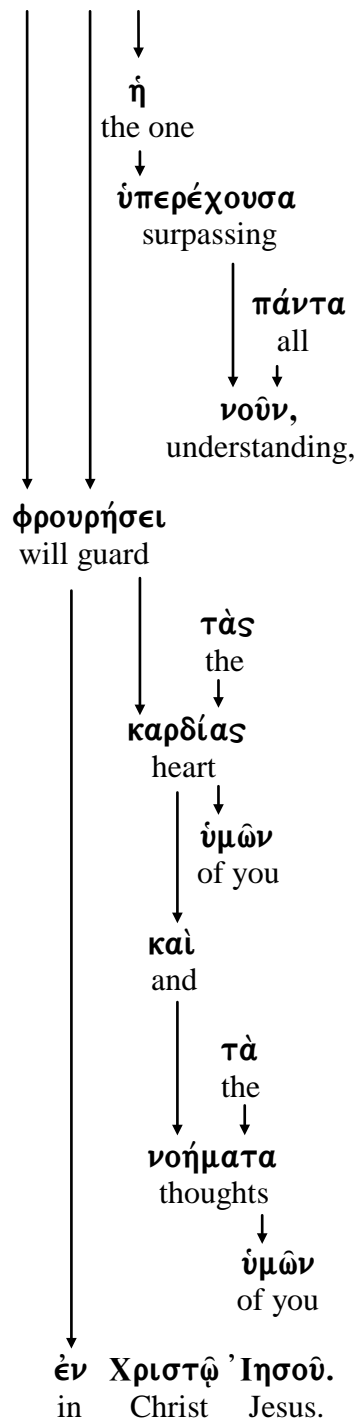 ἡ
the one
ὑπερέχουσα
surpassing
πάντα
all
νοῦν,
understanding,
φρουρήσει
will guard
τὰς
the
καρδίας
heart
ὑμῶν
of you
καὶ
and
τὰ
the
νοήματα
thoughts
ὑμῶν
of you
ἐν Χριστῷ Ἰησοῦ.
in Christ Jesus.